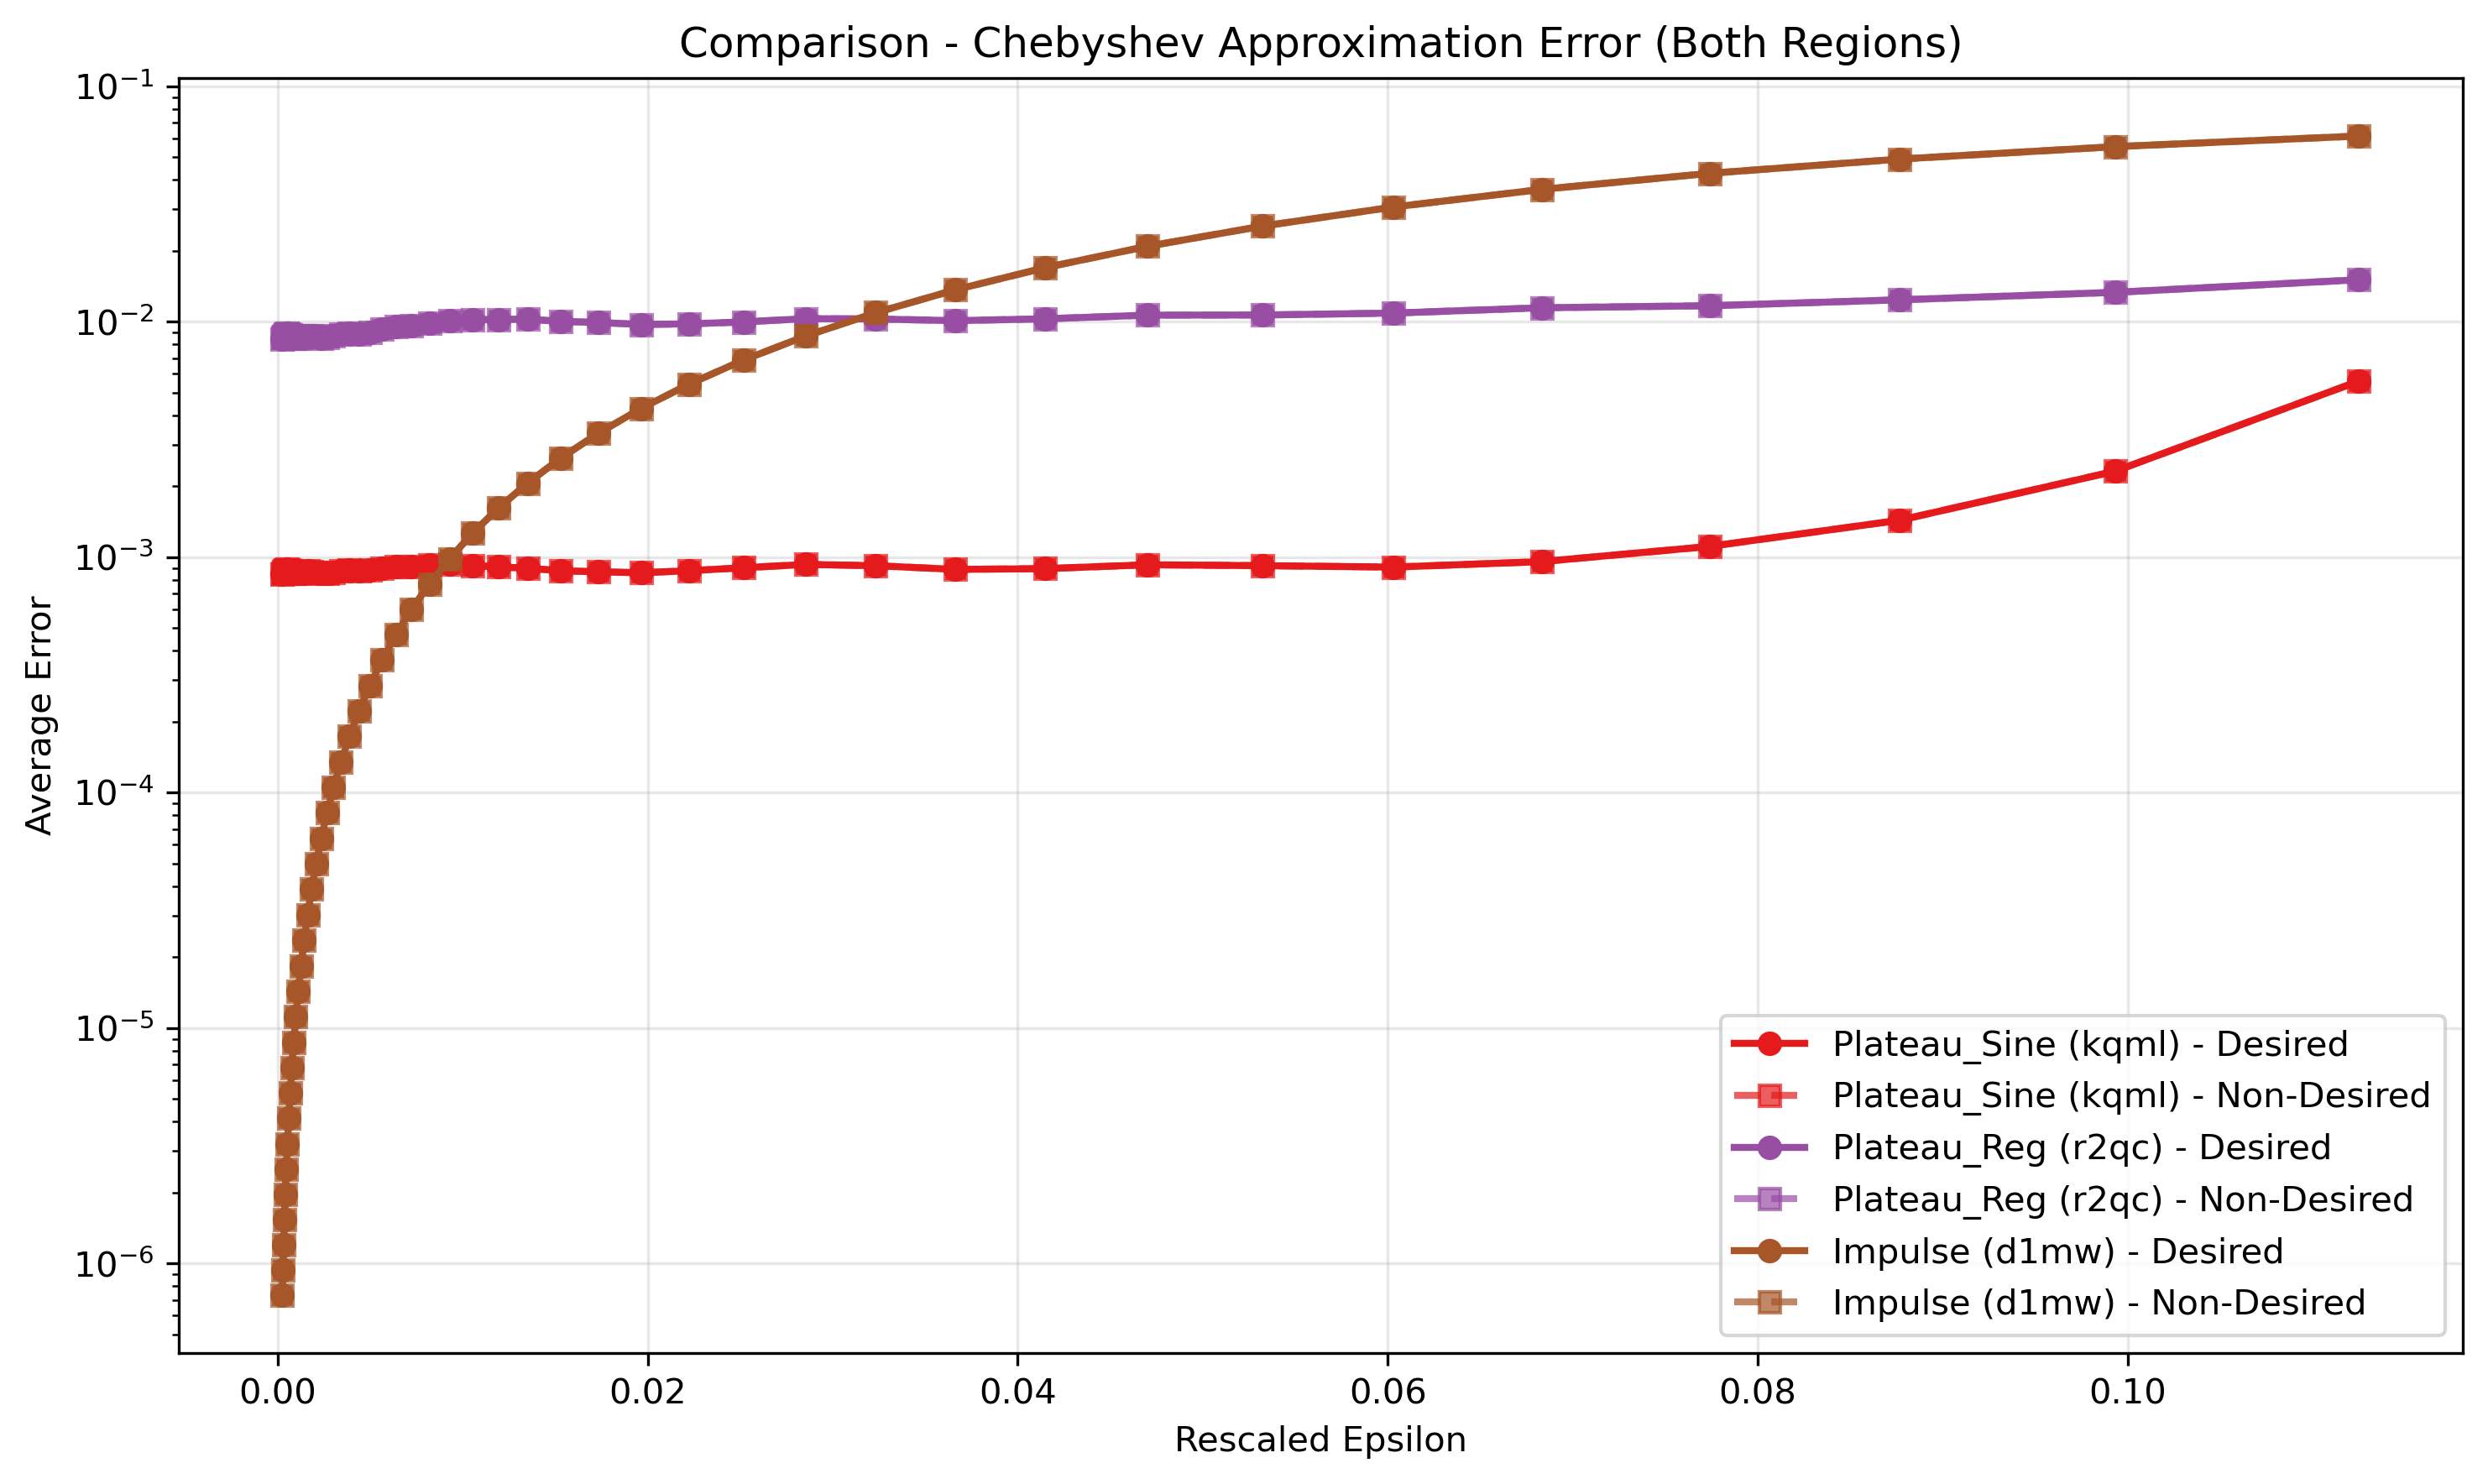 Comparison - Chebyshev Approximation Error (Both Regions)
Average Error
10⁻¹
10⁻²
10⁻³
10⁻⁴
10⁻⁵
10⁻⁶
Plateau_Sine (kqml) - Desired
Plateau_Sine (kqml) - Non-Desired
Plateau_Reg (r2qc) - Desired
Plateau_Reg (r2qc) - Non-Desired
Impulse (d1mw) - Desired
Impulse (d1mw) - Non-Desired
0.00 0.02 0.04 0.06 0.08 0.10
Rescaled Epsilon